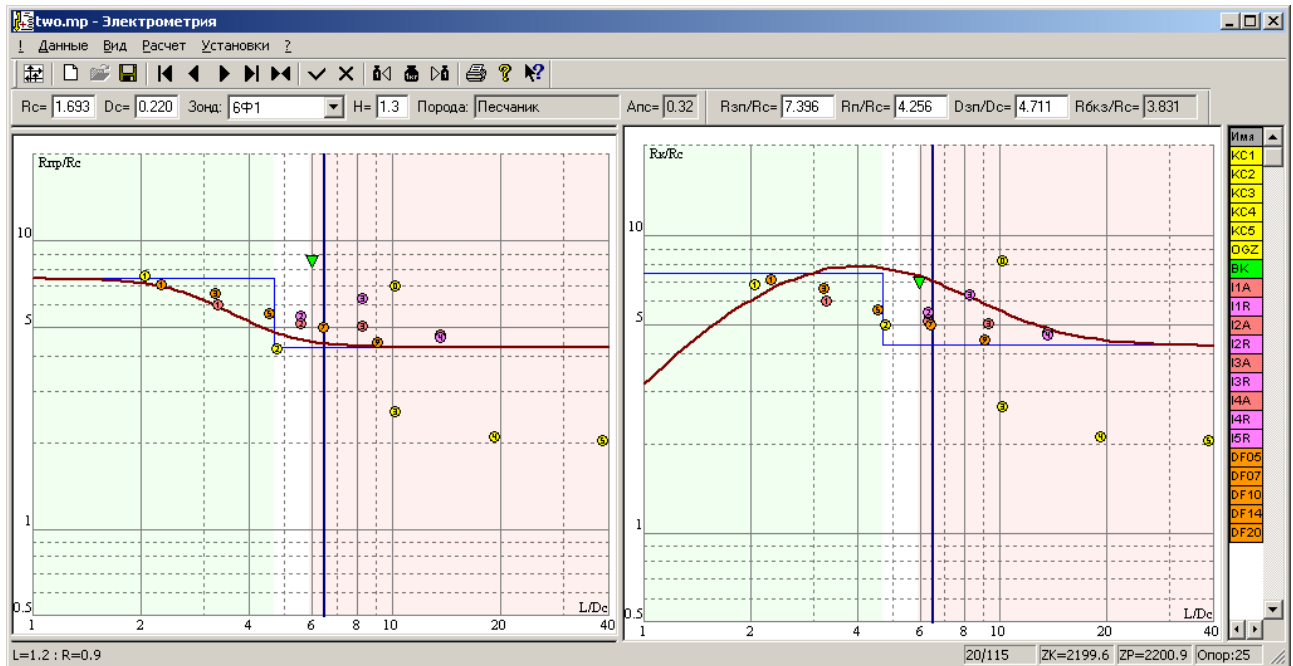 two.mp - Электрометрия
! Данные Вид Расчет Установки ?
Rc= 1.693 Dc= 0.220 Зонд: 6Ф1 H= 1.3 Порода: Песчаник Апс= 0.32 Rзп/Rc= 7.396 Rп/Rc= 4.256 Dзп/Dc= 4.711 Rбкз/Rc= 3.831
Rпр/Rc
10
5
1
0.5
L/Dc
1 2 4 6 8 10 20 40
Rк/Rc
10
5
1
0.5
L/Dc
1 2 4 6 8 10 20 40
Имя
КС1
КС2
КС3
КС4
КС5
OGZ
BK
I1A
I1R
I2A
I2R
I3A
I3R
I4A
I4R
I5R
DF05
DF07
DF10
DF14
DF20
L=1.2 : R=0.9 20/115 ZK=2199.6 ZP=2200.9 Опор:25